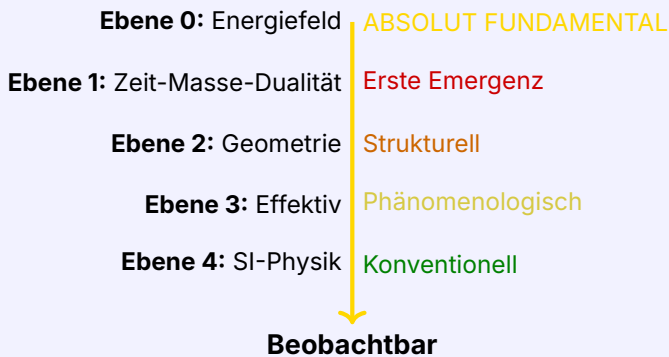 Ebene 0: Energiefeld ABSOLUT FUNDAMENTAL
Ebene 1: Zeit-Masse-Dualität Erste Emergenz
Ebene 2: Geometrie Strukturell
Ebene 3: Effektiv Phänomenologisch
Ebene 4: SI-Physik Konventionell
Beobachtbar